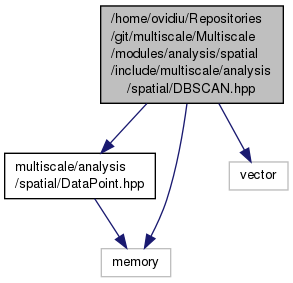 /home/ovidiu/Repositories
/git/multiscale/Multiscale
/modules/analysis/spatial
/include/multiscale/analysis
/spatial/DBSCAN.hpp
multiscale/analysis
/spatial/DataPoint.hpp
vector
memory